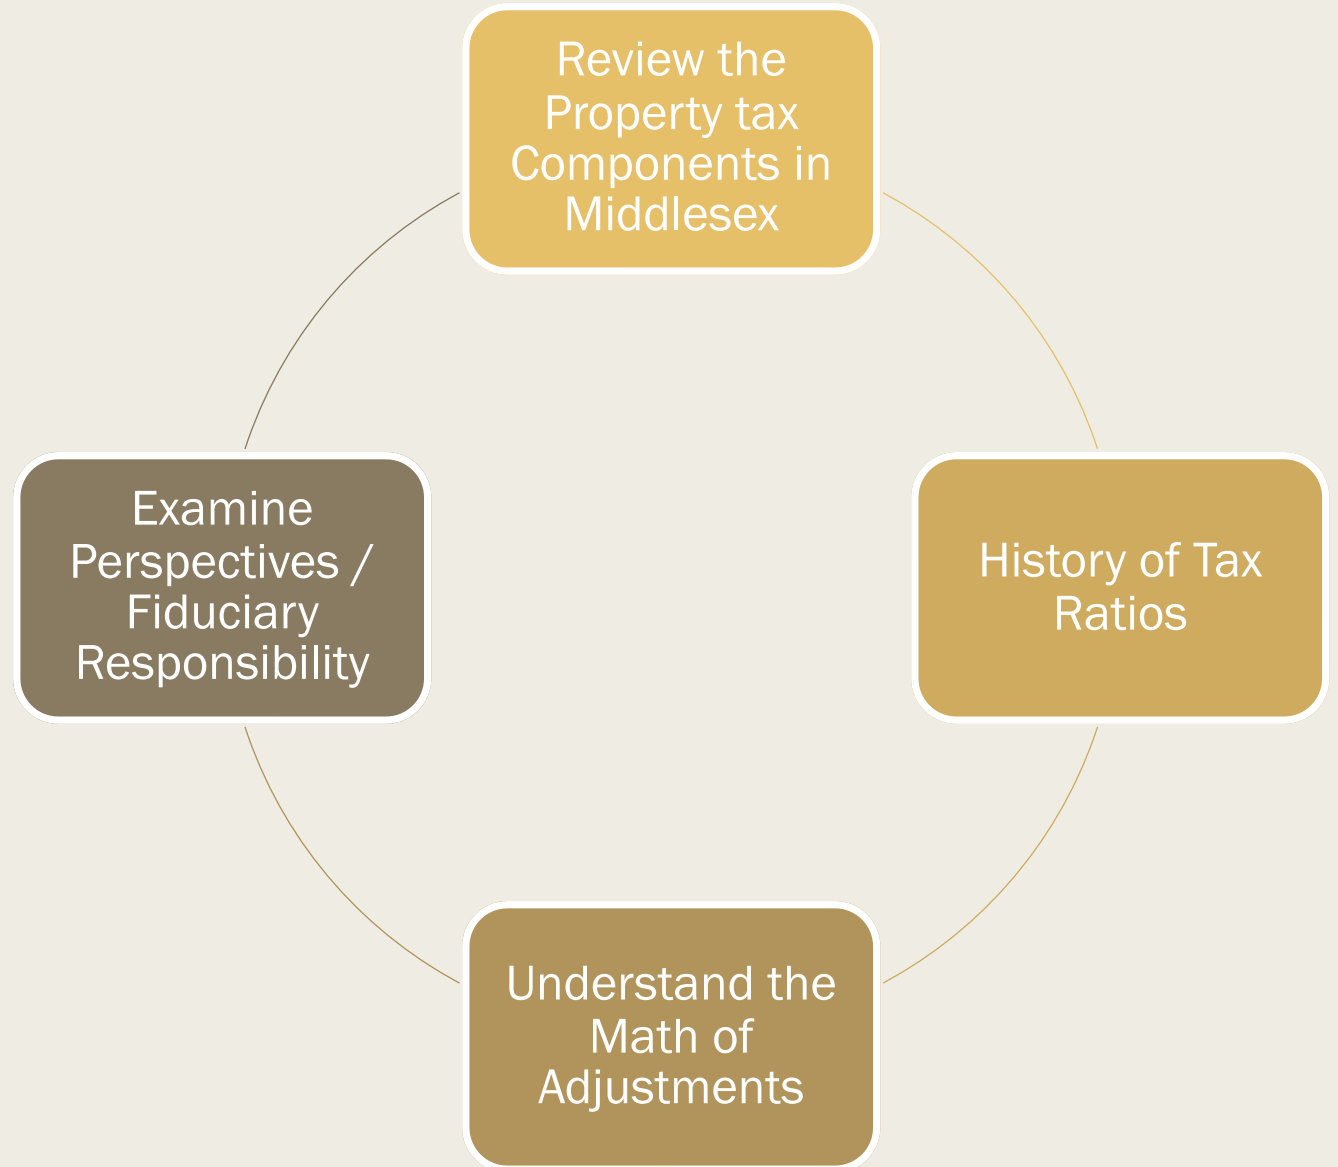 Review the
Property tax
Components in
Middlesex
History of Tax
Ratios
Understand the
Math of
Adjustments
Examine
Perspectives /
Fiduciary
Responsibility